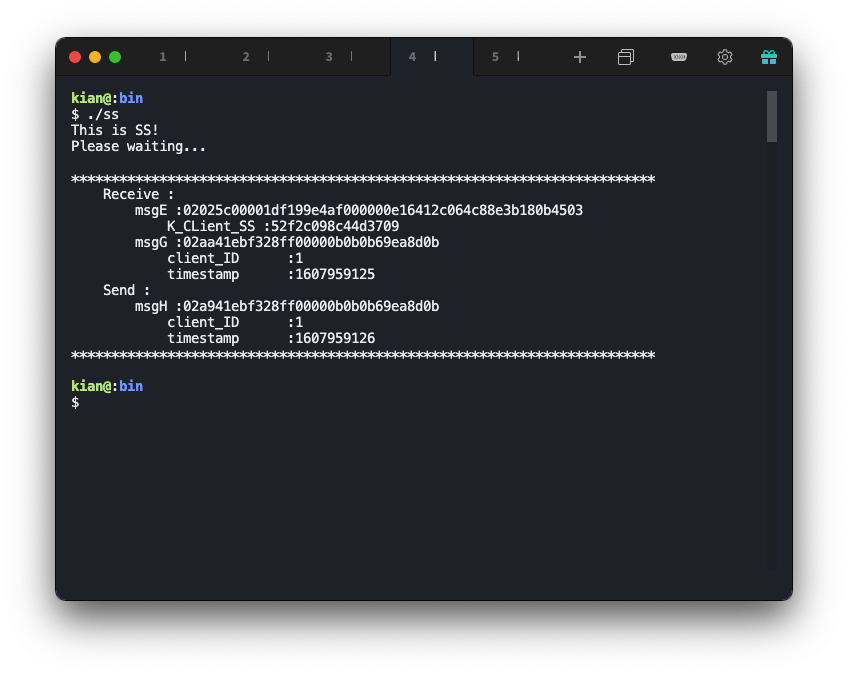 1 2 3 4 5
kian@:bin
$ ./ss
This is SS!
Please waiting...
*************************************************************************
Receive :
msgE :02025c00001df199e4af000000e16412c064c88e3b180b4503
K_CLient_SS :52f2c098c44d3709
msgG :02aa41ebf328ff00000b0b0b69ea8d0b
client_ID :1
timestamp :1607959125
Send :
msgH :02a941ebf328ff00000b0b0b69ea8d0b
client_ID :1
timestamp :1607959126
*************************************************************************
kian@:bin
$